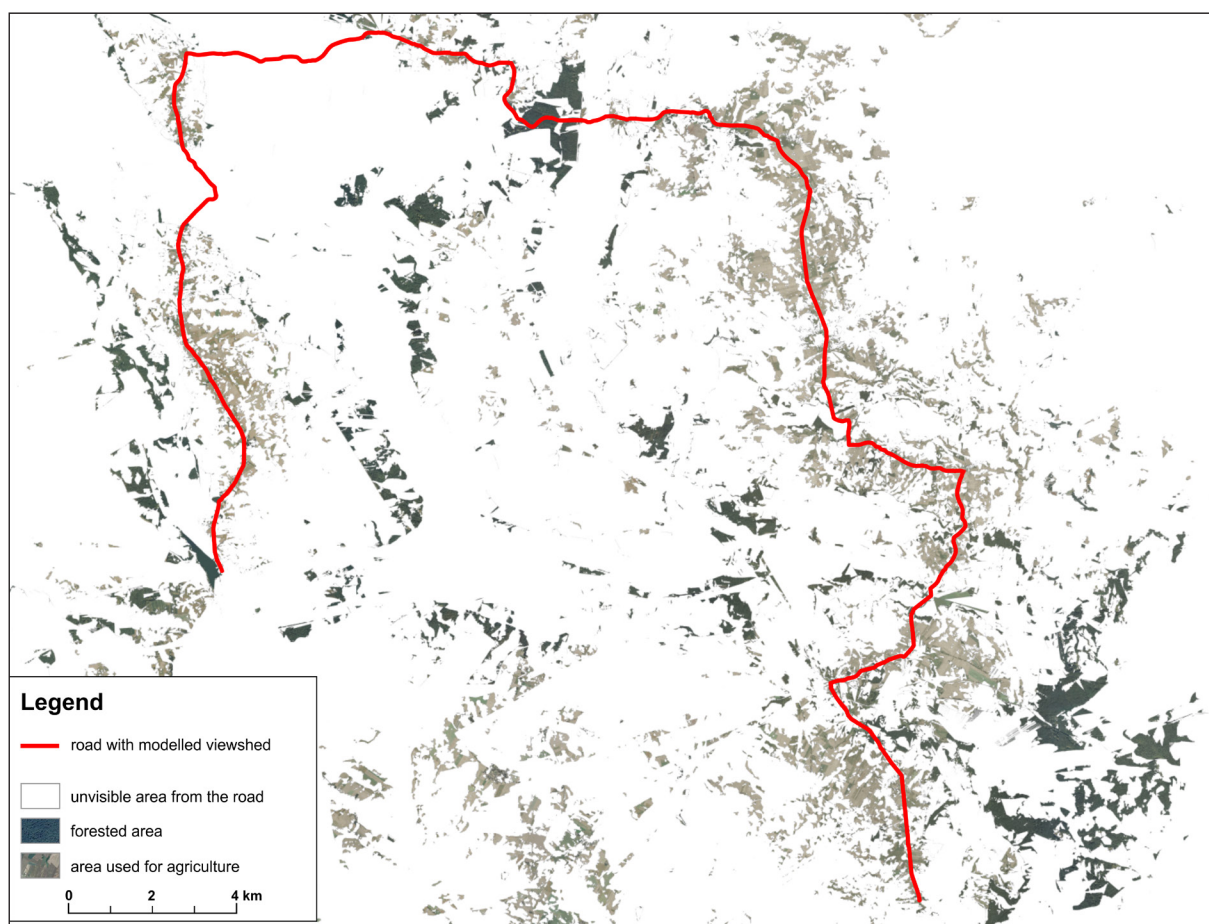 Legend
road with modelled viewshed
unvisible area from the road
forested area
area used for agriculture
0 2 4 km